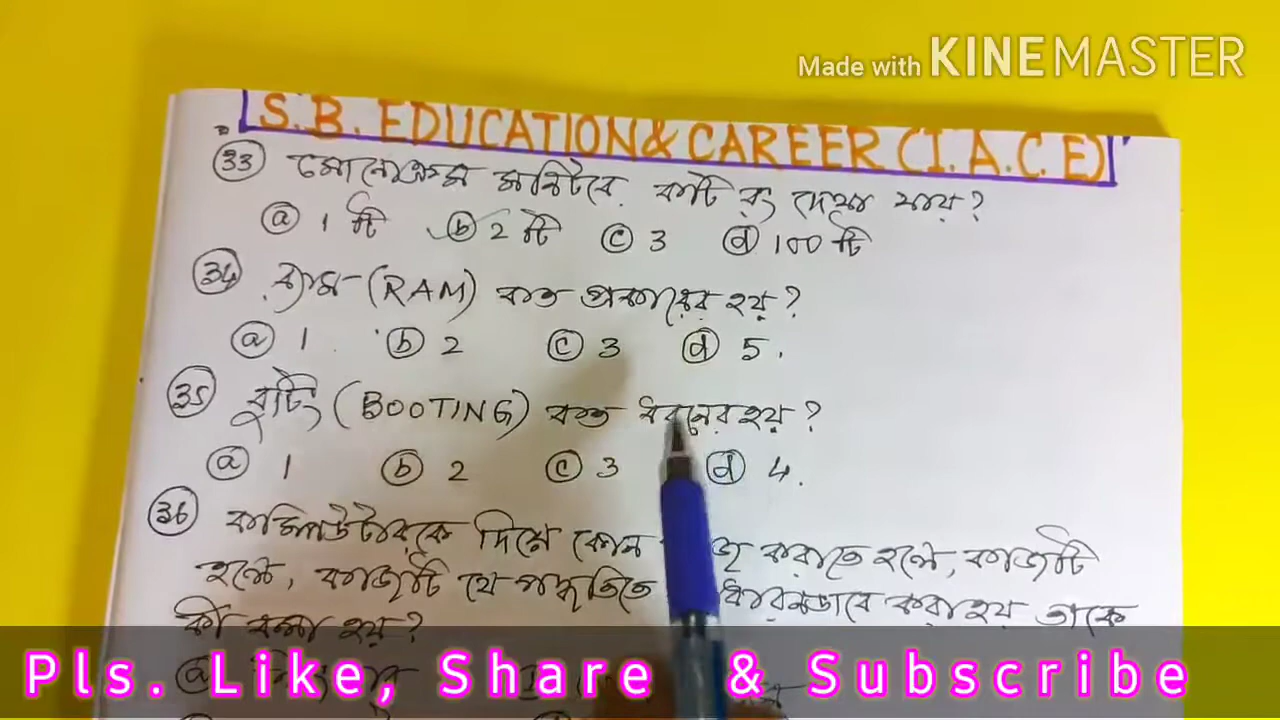 Made with KINEMASTER
S.B. EDUCATION & CAREER (I.A.C.E)
33 মোনোক্রম মনিটরে কটি রং দেখা যায়?
a 1 টি b 2 টি c 3 d 100 টি
34 র‍্যাম-(RAM) কত প্রকারের হয়?
a 1 b 2 c 3 d 5.
35 বুটিং (BOOTING) কত ধরনের হয়?
a 1 b 2 c 3 d 4.
36 কম্পিউটারকে দিয়ে কোন করাতে হলে, কাজটি
হলে, কাজটি যে পদ্ধতিতে করা হয় তাকে
কী বলা হয়?
Pls. Like, Share & Subscribe